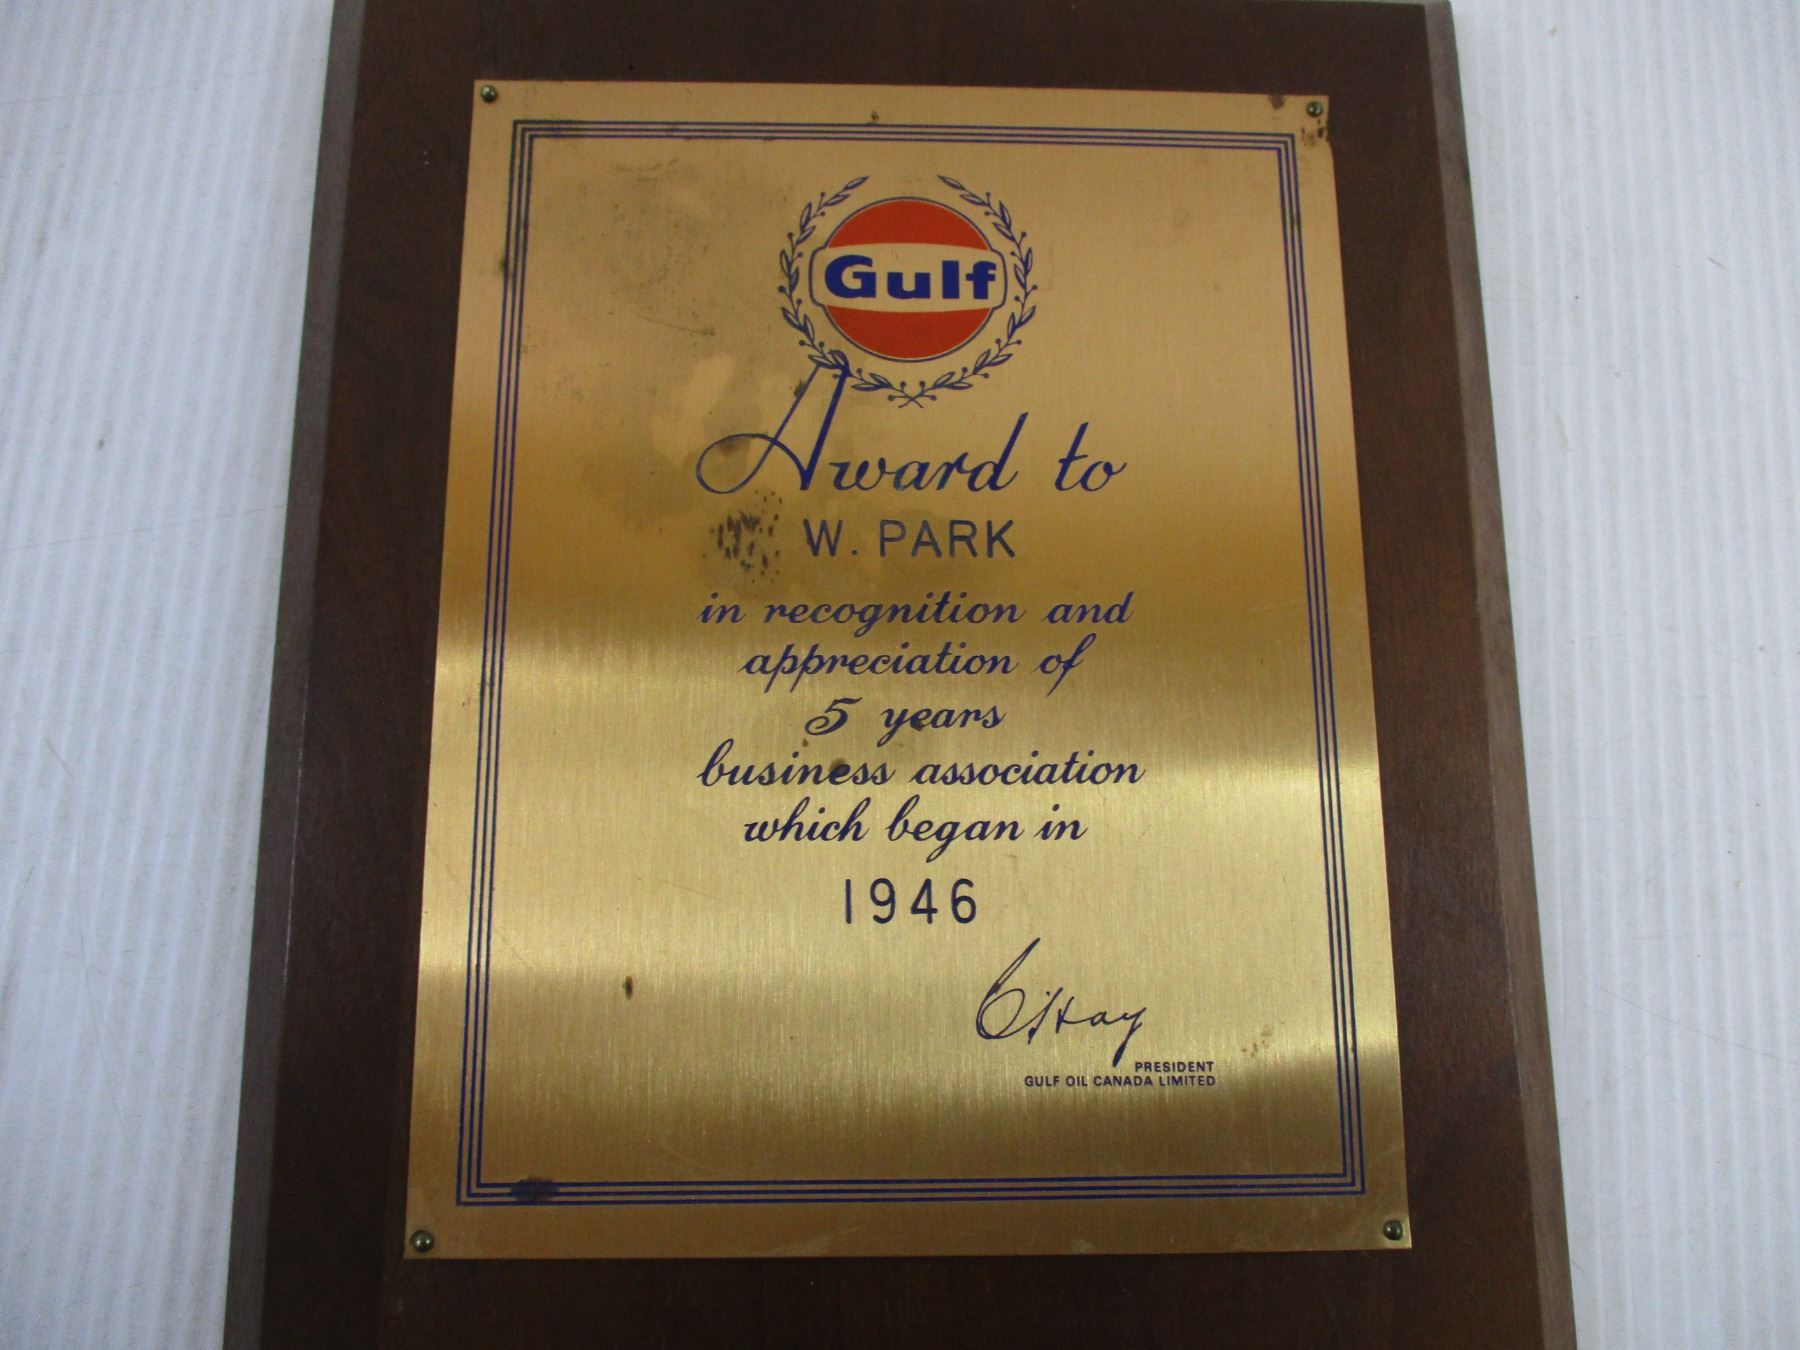 Gulf
Award to
W. PARK
in recognition and
appreciation of
5 years
business association
which began in
1946
PRESIDENT
GULF OIL CANADA LIMITED